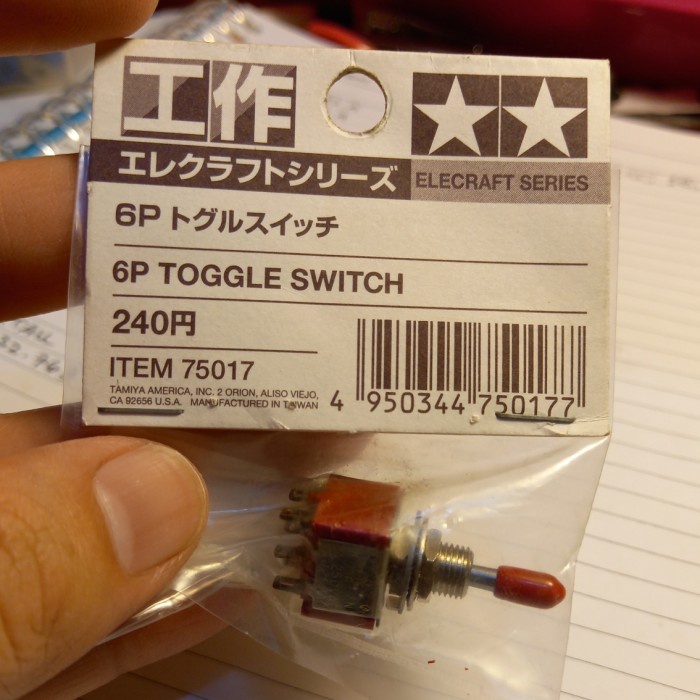 工作
エレクラフトシリーズ ELECRAFT SERIES
6P トグルスイッチ
6P TOGGLE SWITCH
240円
ITEM 75017
TAMIYA AMERICA, INC. 2 ORION, ALISO VIEJO,
CA 92656 U.S.A. MANUFACTURED IN TAIWAN
4 950344 750177